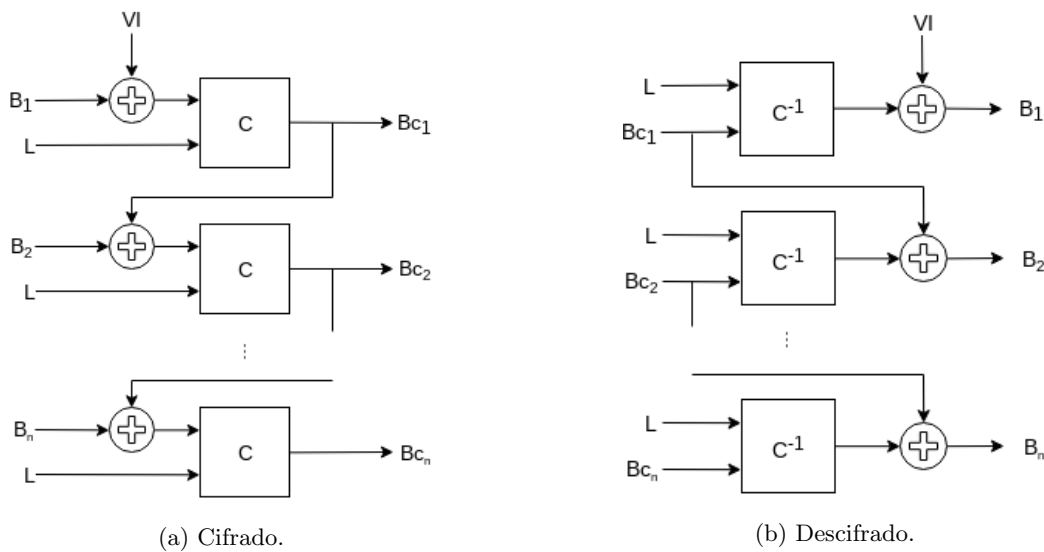 VI
B1
L
C
Bc1
B2
L
C
Bc2
⋮
Bn
L
C
Bcn
(a) Cifrado.
VI
L
Bc1
C-1
B1
L
Bc2
C-1
B2
⋮
L
Bcn
C-1
Bn
(b) Descifrado.